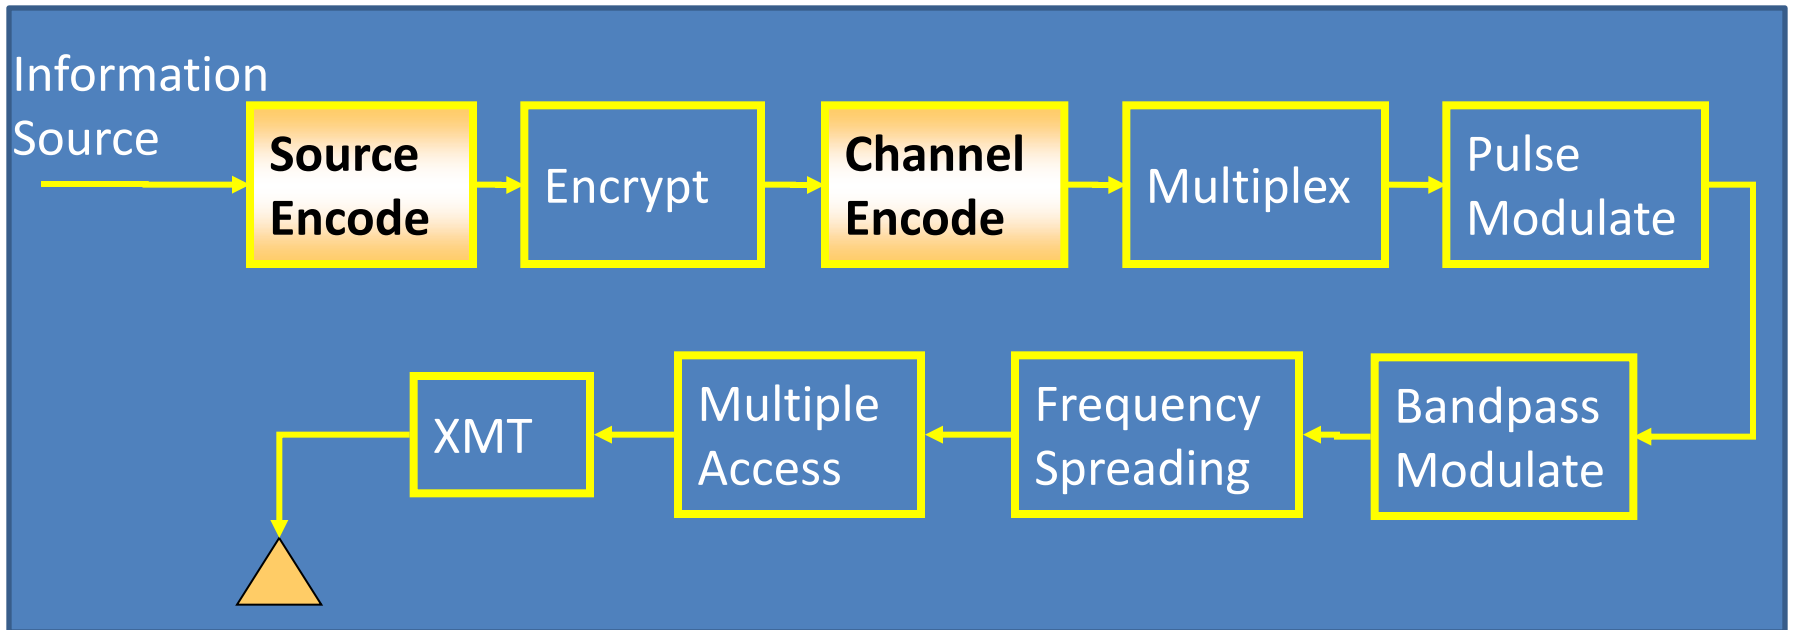 Information
Source
Source
Encode
Encrypt
Channel
Encode
Multiplex
Pulse
Modulate
Bandpass
Modulate
Frequency
Spreading
Multiple
Access
XMT